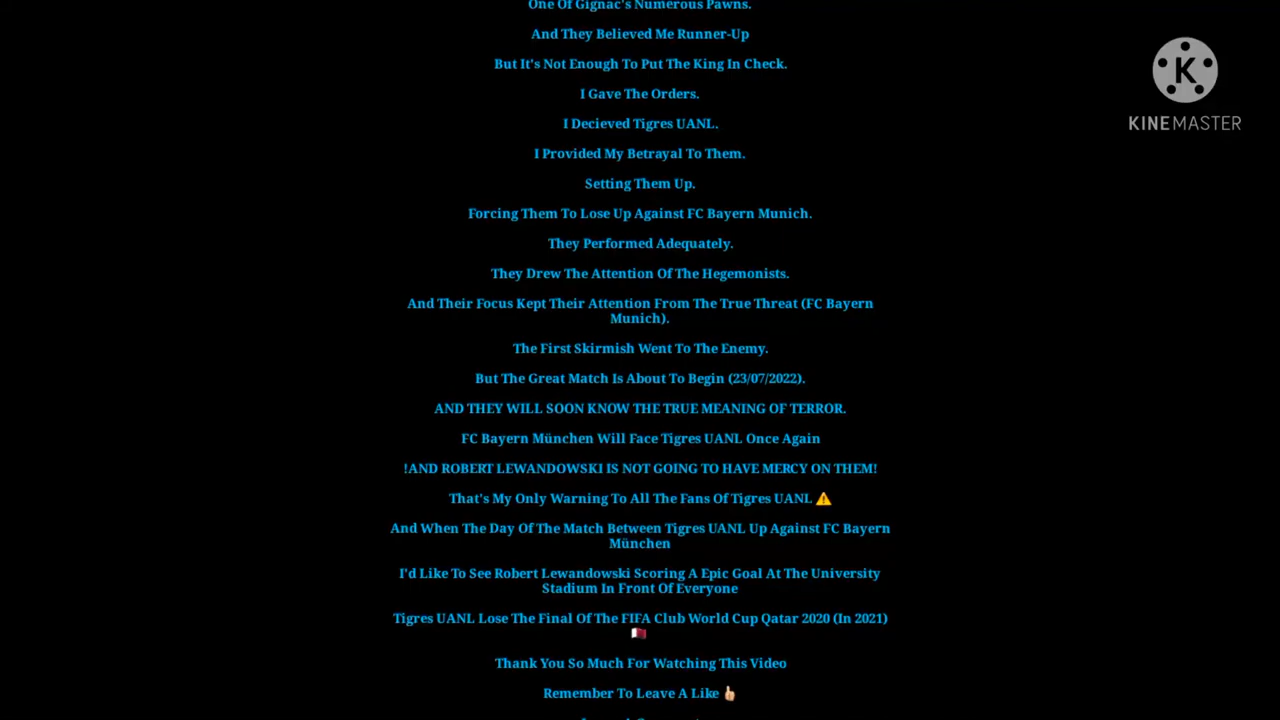 One Of Gignac's Numerous Pawns.
And They Believed Me Runner-Up
But It's Not Enough To Put The King In Check.
I Gave The Orders.
I Decieved Tigres UANL.
I Provided My Betrayal To Them.
Setting Them Up.
Forcing Them To Lose Up Against FC Bayern Munich.
They Performed Adequately.
They Drew The Attention Of The Hegemonists.
And Their Focus Kept Their Attention From The True Threat (FC Bayern
Munich).
The First Skirmish Went To The Enemy.
But The Great Match Is About To Begin (23/07/2022).
AND THEY WILL SOON KNOW THE TRUE MEANING OF TERROR.
FC Bayern München Will Face Tigres UANL Once Again
!AND ROBERT LEWANDOWSKI IS NOT GOING TO HAVE MERCY ON THEM!
That's My Only Warning To All The Fans Of Tigres UANL ⚠️
And When The Day Of The Match Between Tigres UANL Up Against FC Bayern
München
I'd Like To See Robert Lewandowski Scoring A Epic Goal At The University
Stadium In Front Of Everyone
Tigres UANL Lose The Final Of The FIFA Club World Cup Qatar 2020 (In 2021)
🇶🇦
Thank You So Much For Watching This Video
Remember To Leave A Like 👍🏻
K
KINEMASTER